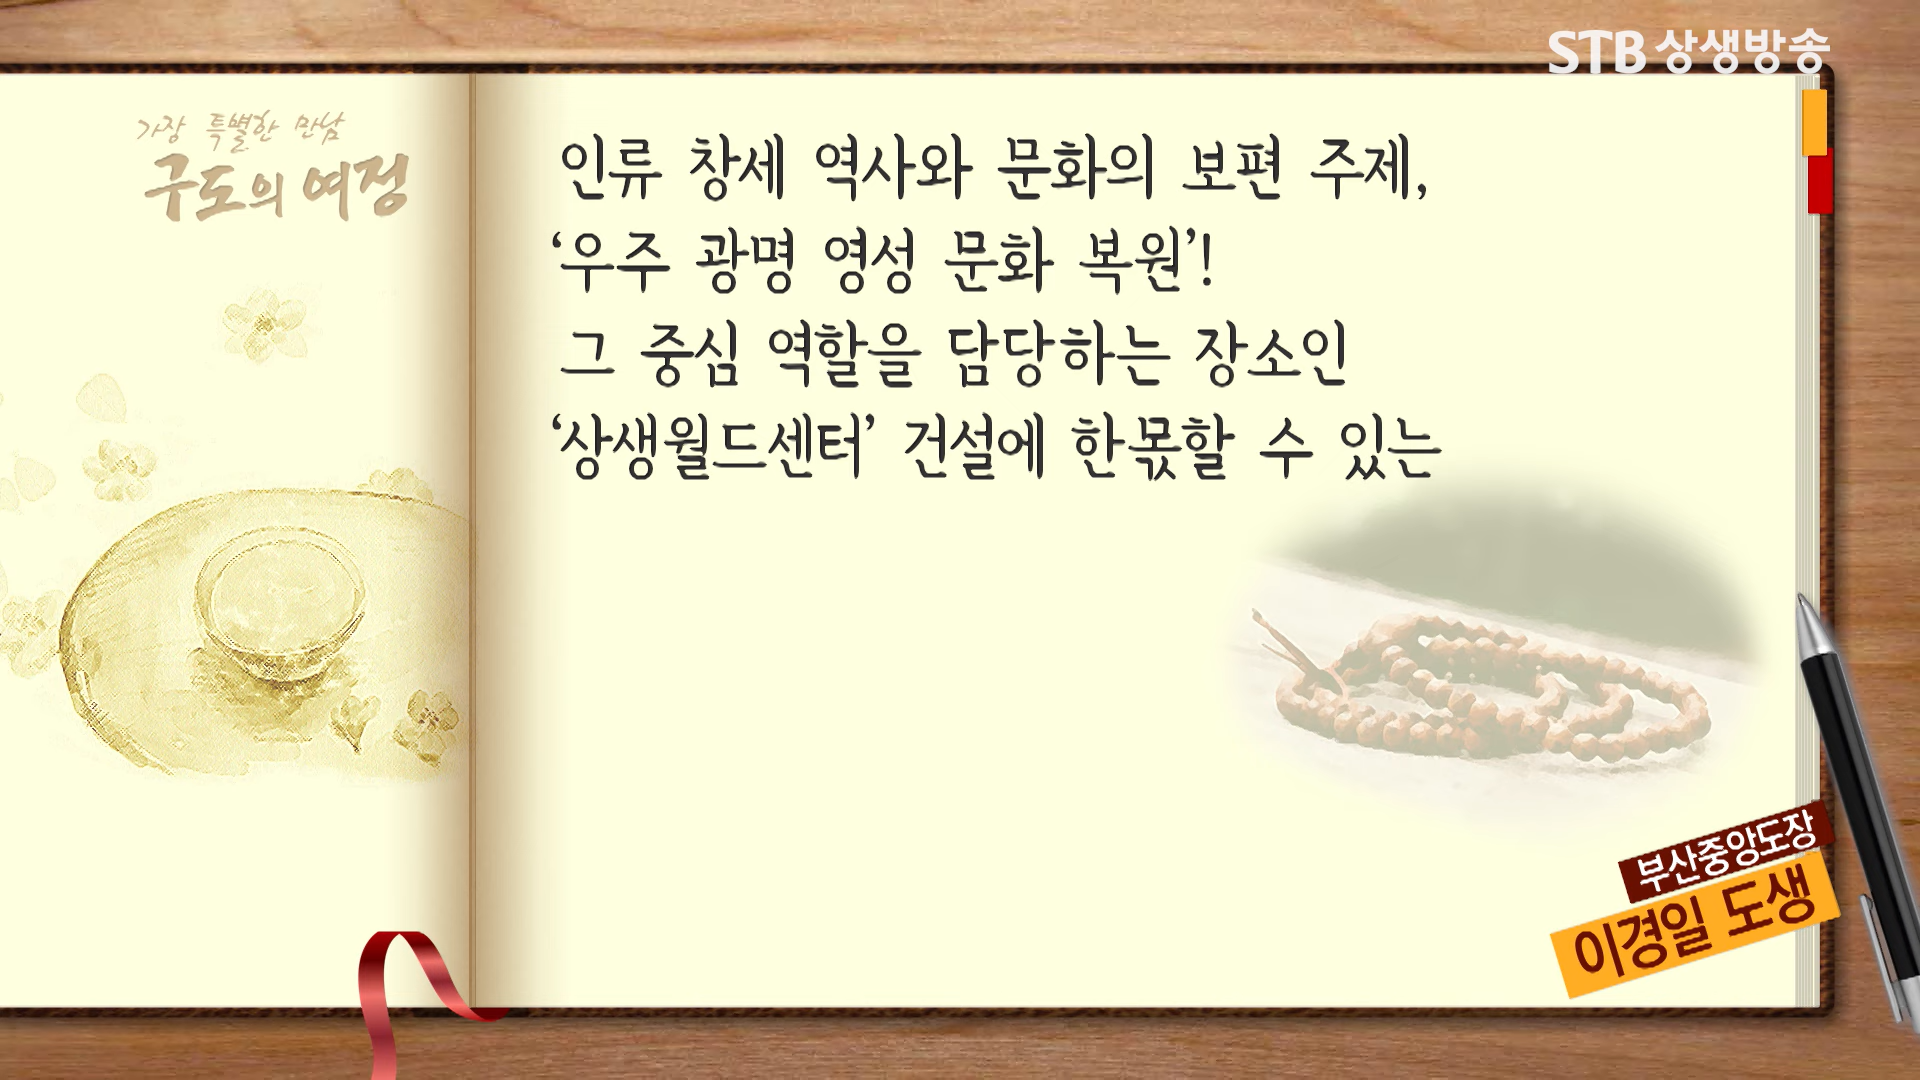 STB 상생방송
가장 특별한 만남
구도의 여정
인류 창세 역사와 문화의 보편 주제,
‘우주 광명 영성 문화 복원’!
그 중심 역할을 담당하는 장소인
‘상생월드센터’ 건설에 한몫할 수 있는
부산중앙도장
이경일 도생